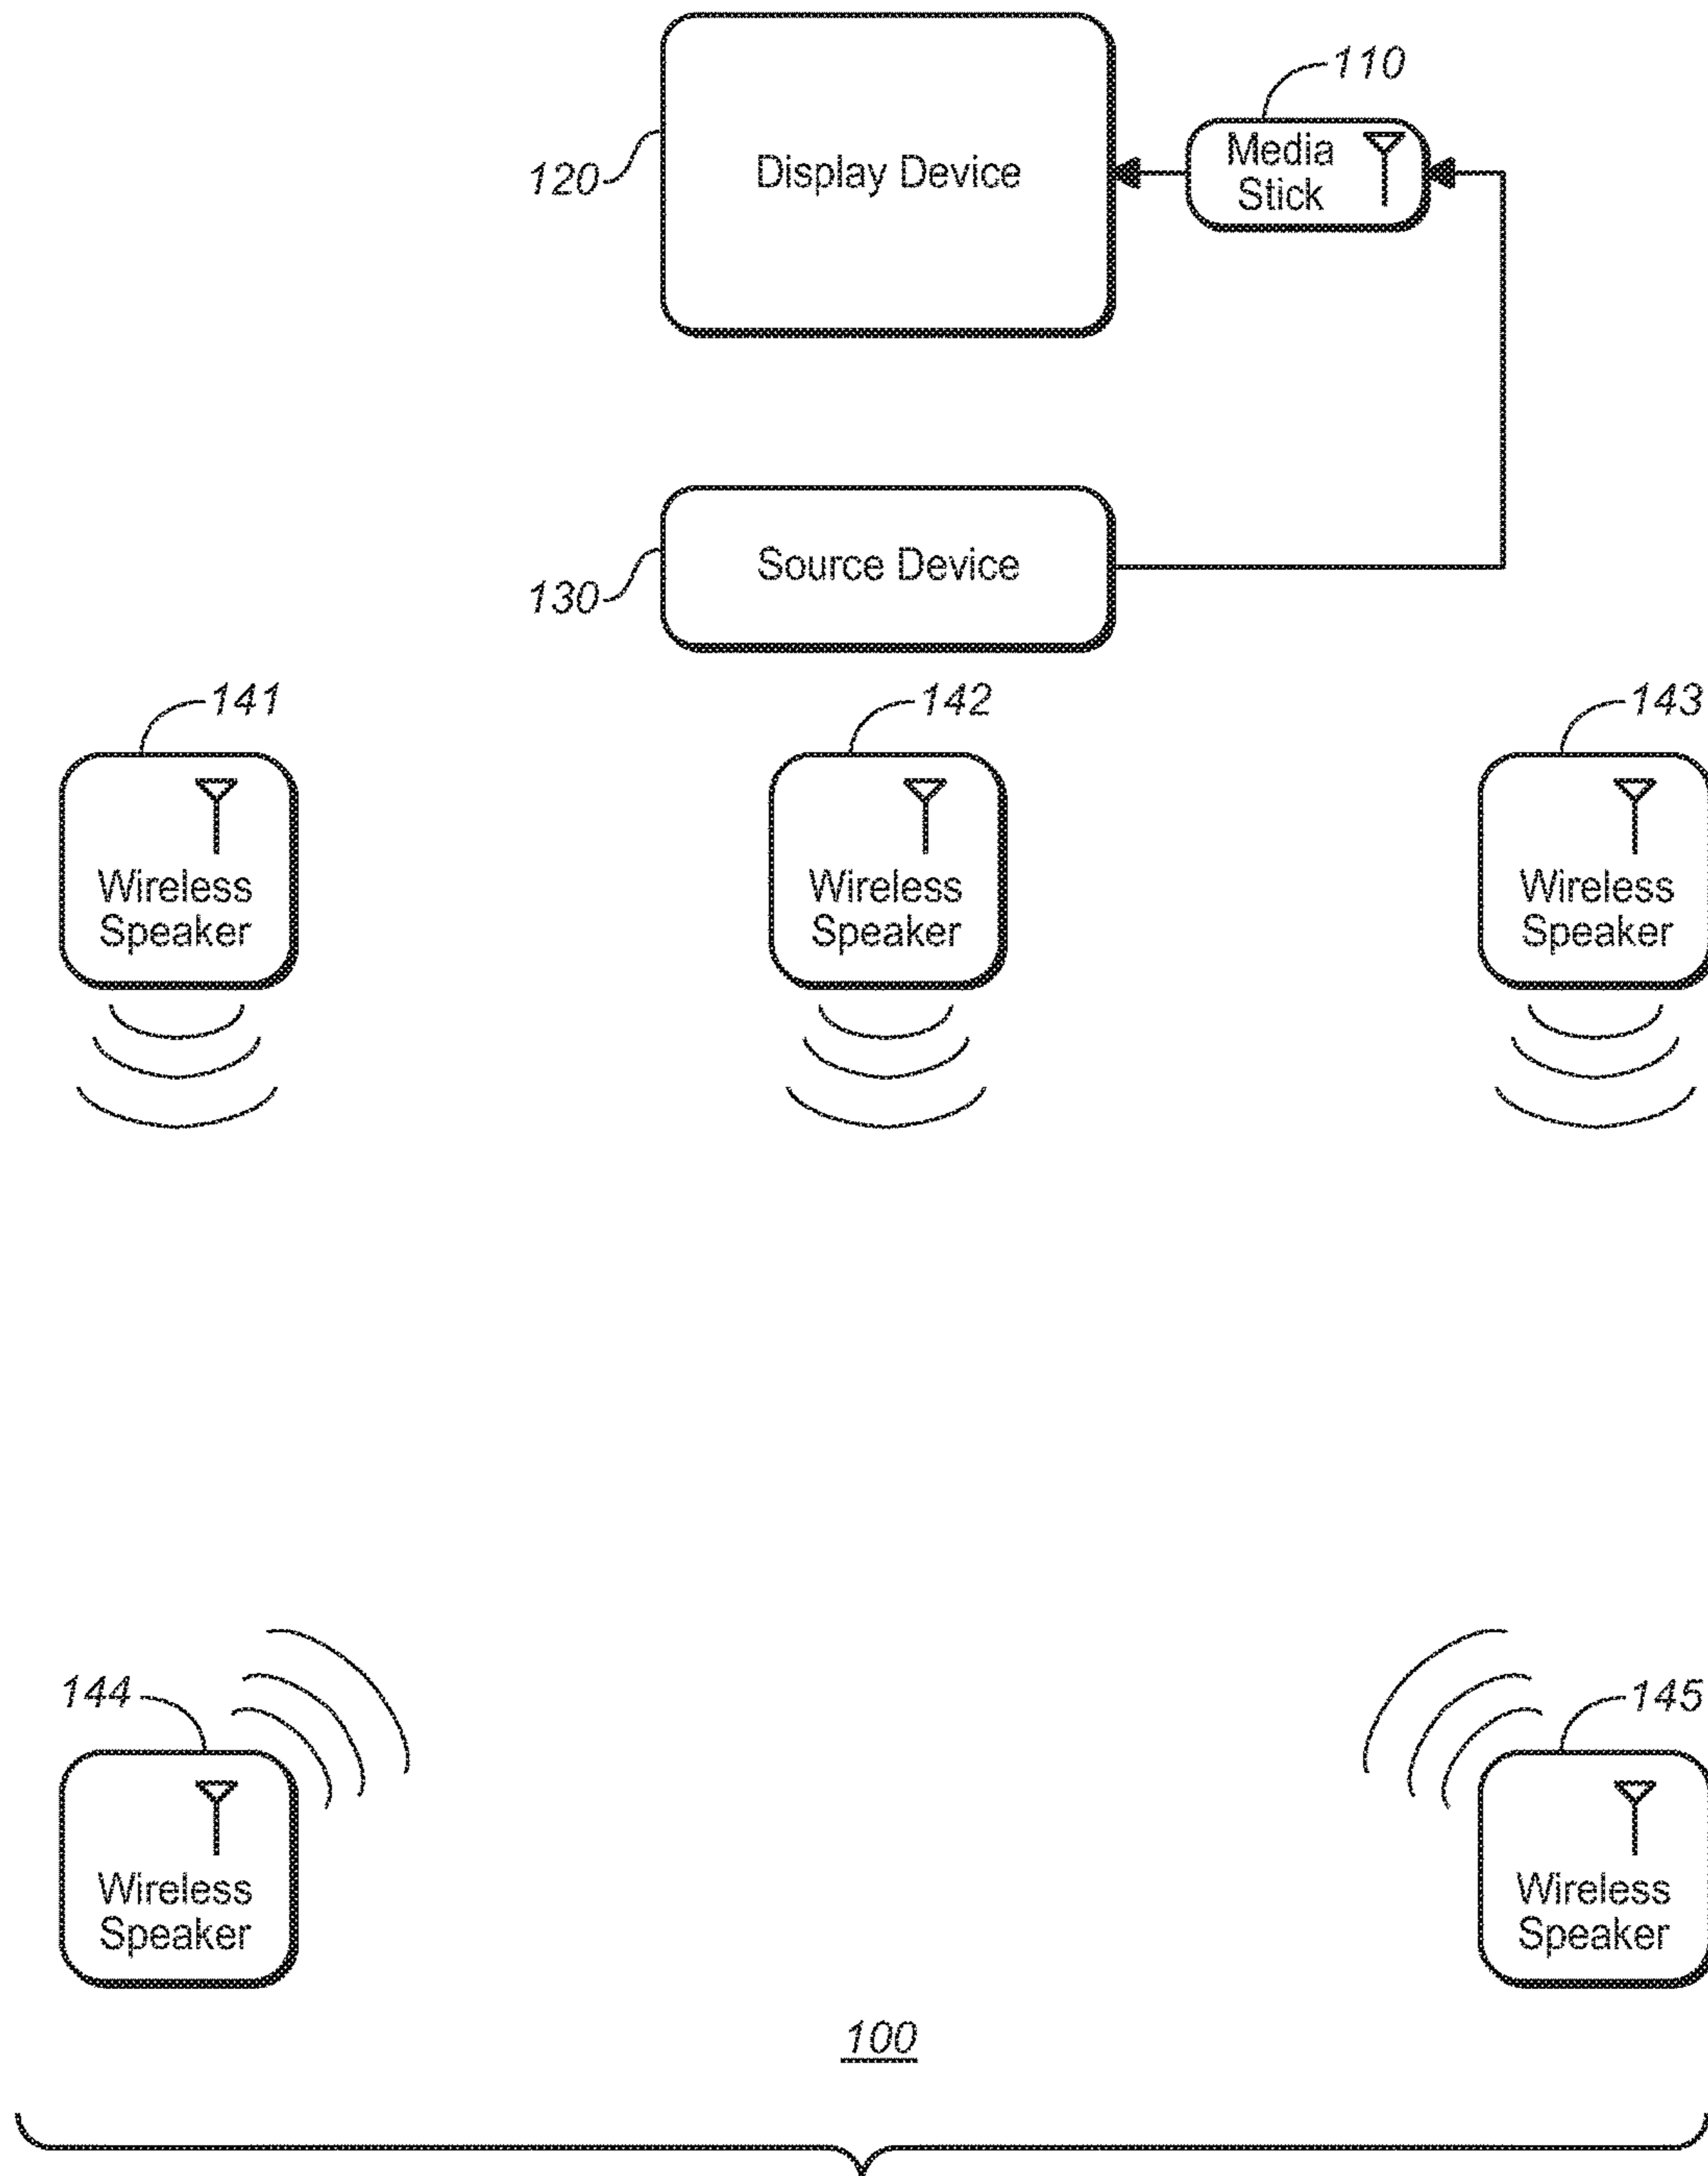 110
Media
Stick
120
Display Device
130
Source Device
141
142
143
Wireless
Speaker
Wireless
Speaker
Wireless
Speaker
144
145
Wireless
Speaker
Wireless
Speaker
100